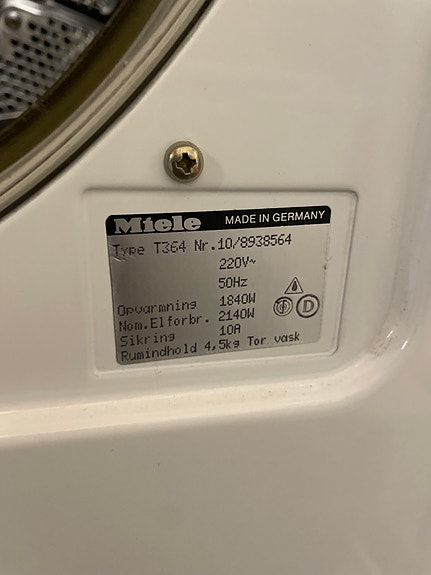 Miele MADE IN GERMANY
Type T364 Nr.10/8938564
220V~
50Hz
Opvarmning 1840W
Nom.Elforbr. 2140W
Sikring 10A
Rumindhold 4,5kg Tør vask
D